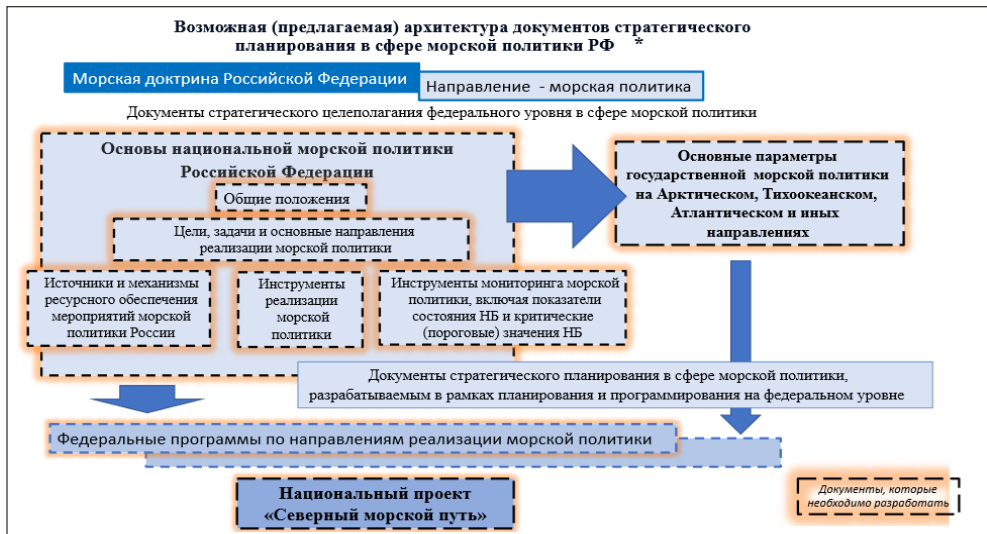 Возможная (предлагаемая) архитектура документов стратегического
планирования в сфере морской политики РФ *
Морская доктрина Российской Федерации
Направление - морская политика
Документы стратегического целеполагания федерального уровня в сфере морской политики
Основы национальной морской политики
Российской Федерации
Общие положения
Цели, задачи и основные направления
реализации морской политики
Источники и механизмы
ресурсного обеспечения
мероприятий морской
политики России
Инструменты
реализации
морской
политики
Инструменты мониторинга морской
политики, включая показатели
состояния НБ и критические
(пороговые) значения НБ
Основные параметры
государственной морской политики
на Арктическом, Тихоокеанском,
Атлантическом и иных
направлениях
Документы стратегического планирования в сфере морской политики,
разрабатываемым в рамках планирования и программирования на федеральном уровне
Федеральные программы по направлениям реализации морской политики
Национальный проект
«Северный морской путь»
Документы, которые
необходимо разработать